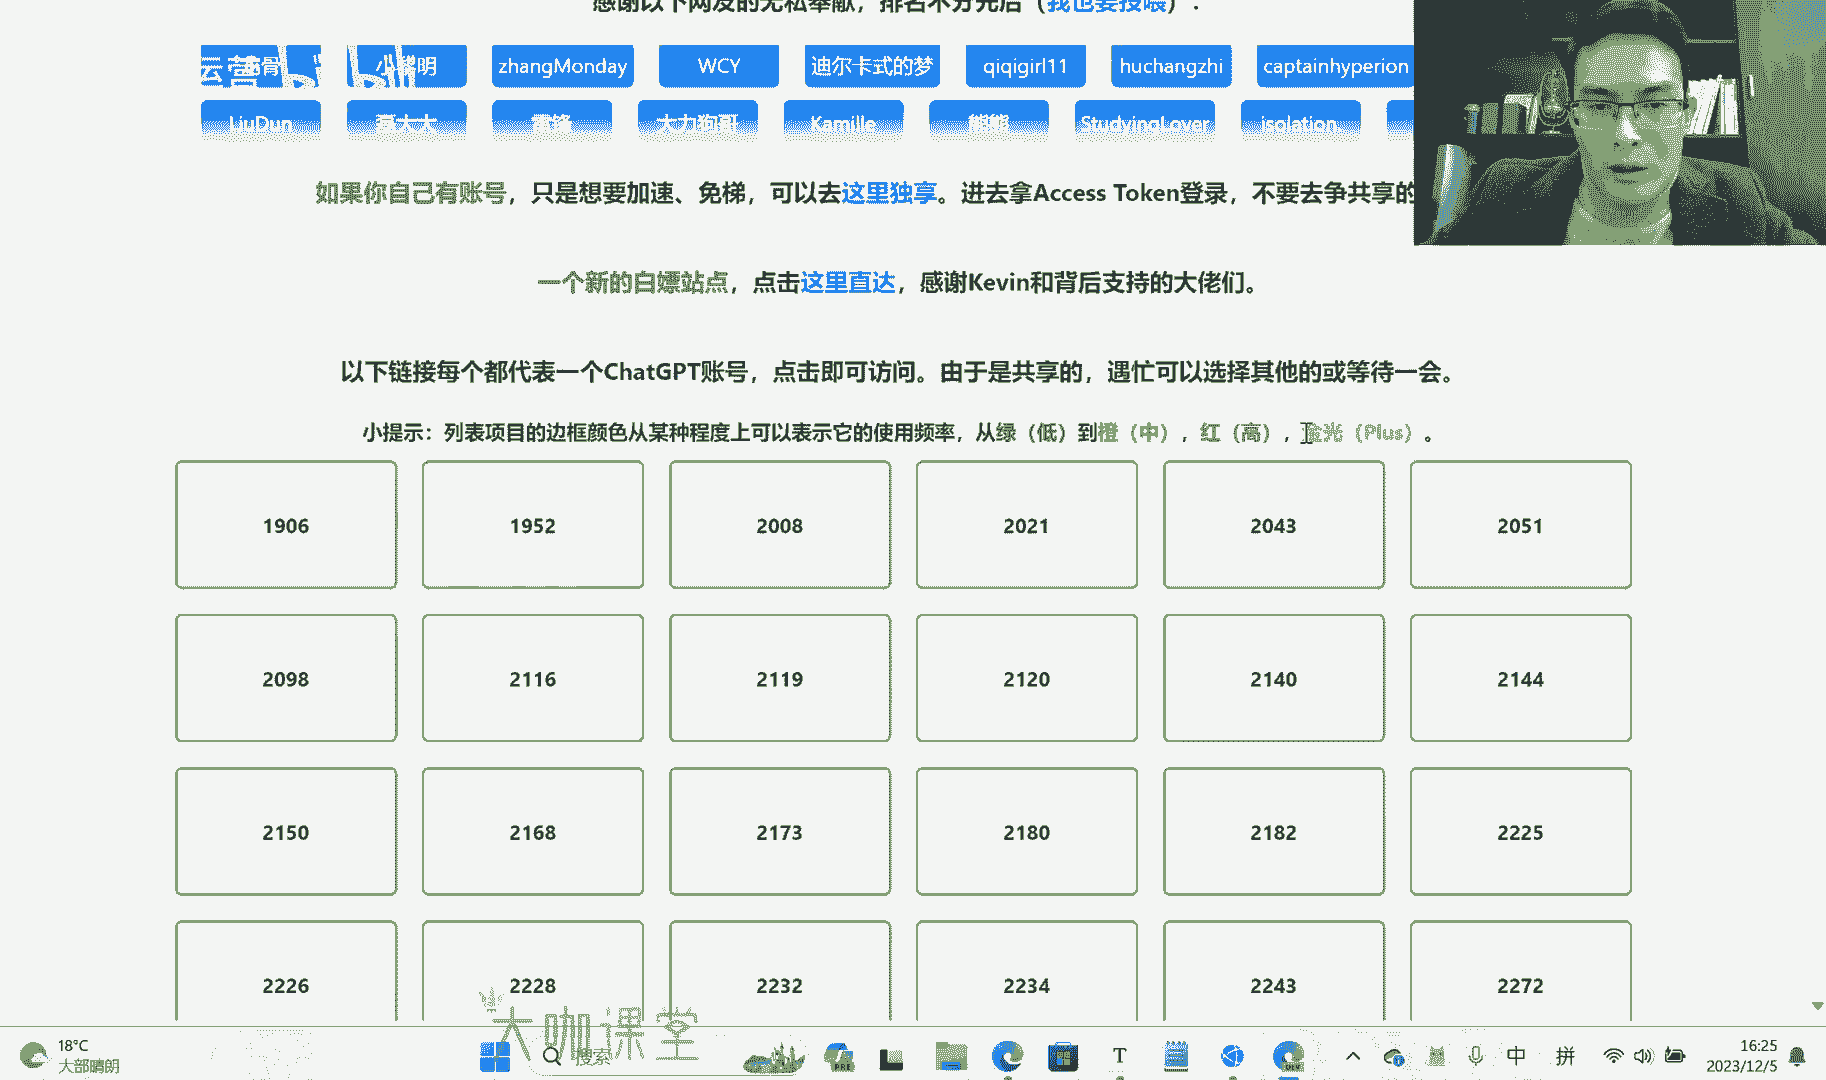 感谢以下网友的无私奉献，排名不分先后（我也要投喂）：
小黎明 zhangMonday WCY 迪尔卡式的梦 qiqigirl11 huchangzhi captainhyperion
LiuDun 大力狗哥 Kamille 熊熊 StudyingLover isolation
如果你自己有账号，只是想要加速、免梯，可以去这里独享。进去拿Access Token登录，不要去争共享的
一个新的白嫖站点，点击这里直达，感谢Kevin和背后支持的大佬们。
以下链接每个都代表一个ChatGPT账号，点击即可访问。由于是共享的，遇忙可以选择其他的或等待一会。
小提示：列表项目的边框颜色从某种程度上可以表示它的使用频率，从绿（低）到橙（中），红（高），金光（Plus）。
1906 1952 2008 2021 2043 2051
2098 2116 2119 2120 2140 2144
2150 2168 2173 2180 2182 2225
2226 2228 2232 2234 2243 2272
大咖课堂
18°C
大部晴朗
搜索
PRE
DEV
中 拼
16:25
2023/12/5